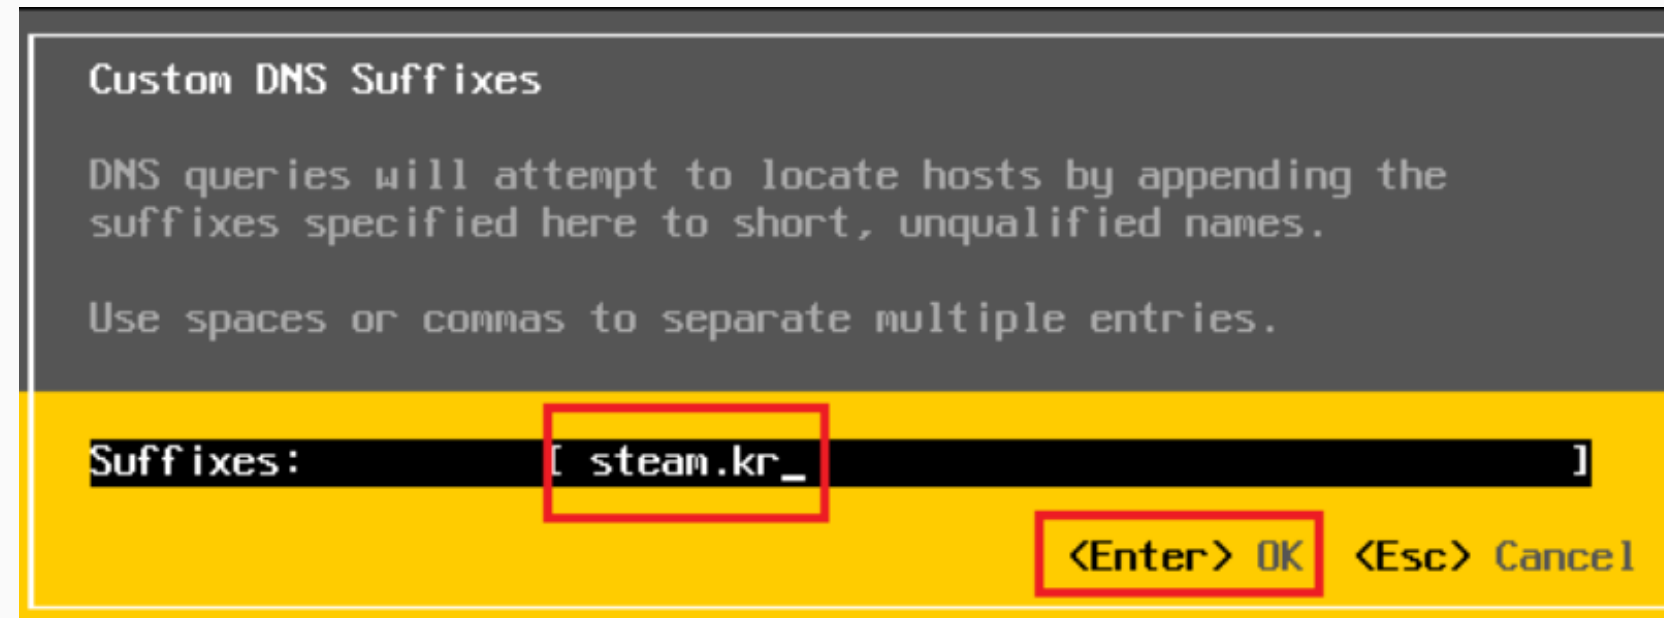 Custom DNS Suffixes
DNS queries will attempt to locate hosts by appending the
suffixes specified here to short, unqualified names.
Use spaces or commas to separate multiple entries.
Suffixes: [ steam.kr_ ]
<Enter> OK <Esc> Cancel